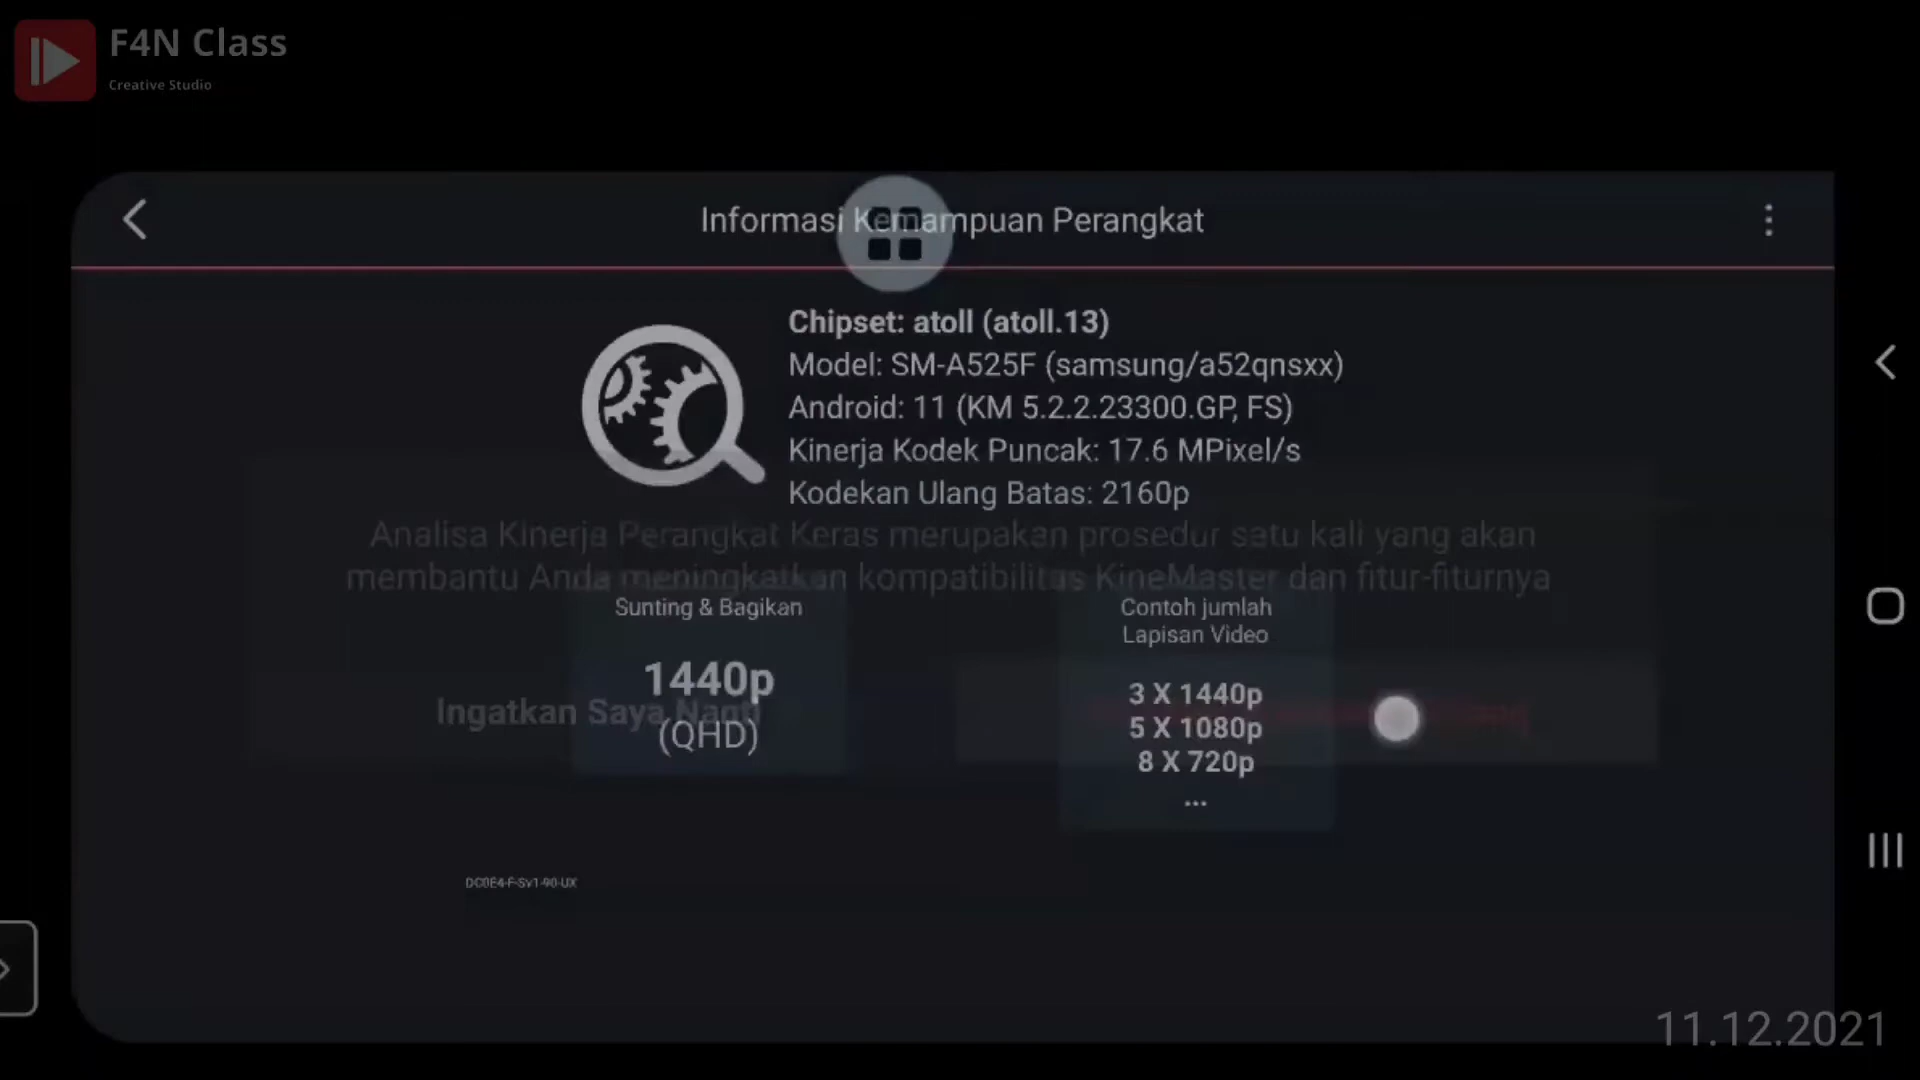 F4N Class
Creative Studio
Informasi Kemampuan Perangkat
Chipset: atoll (atoll.13)
Model: SM-A525F (samsung/a52qnsxx)
Android: 11 (KM 5.2.2.23300.GP, FS)
Kinerja Kodek Puncak: 17.6 MPixel/s
Kodekan Ulang Batas: 2160p
Analisa Kinerja Perangkat Keras merupakan prosedur satu kali yang akan
membantu Anda meningkatkan kompatibilitas KineMaster dan fitur-fiturnya
Sunting & Bagikan
1440p
(QHD)
Ingatkan Saya Nanti
Contoh jumlah
Lapisan Video
3 X 1440p
5 X 1080p
8 X 720p
...
DC0E4-F-Sv1-90-UX
11.12.2021